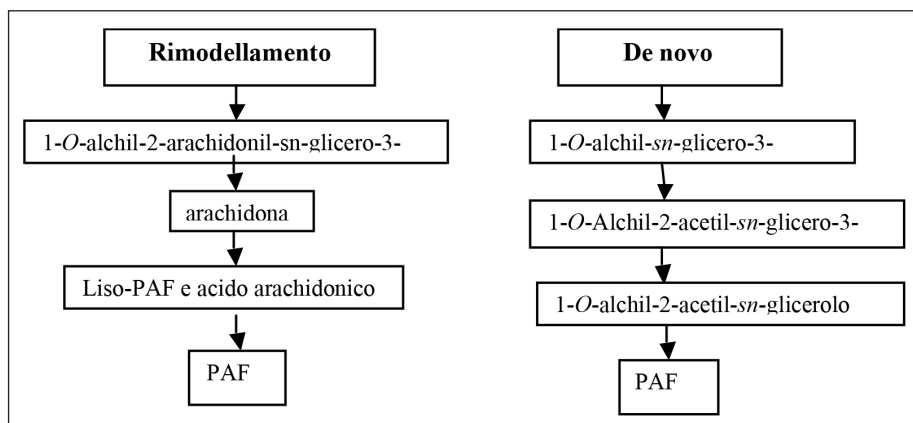 Rimodellamento
1-O-alchil-2-arachidonil-sn-glicero-3-
arachidona
Liso-PAF e acido arachidonico
PAF
De novo
1-O-alchil-sn-glicero-3-
1-O-Alchil-2-acetil-sn-glicero-3-
1-O-alchil-2-acetil-sn-glicerolo
PAF